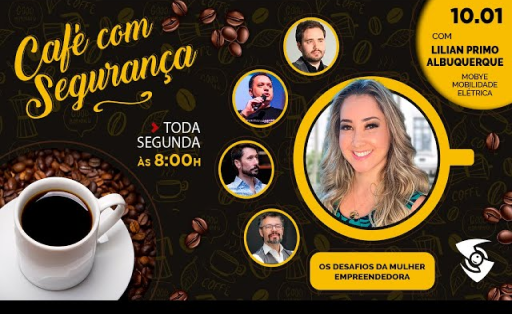 Café com
Segurança
> TODA
SEGUNDA
ÀS 8:00H
10.01
COM
LILIAN PRIMO
ALBUQUERQUE
MOBYE
MOBILIDADE
ELÉTRICA
OS DESAFIOS DA MULHER
EMPREENDEDORA